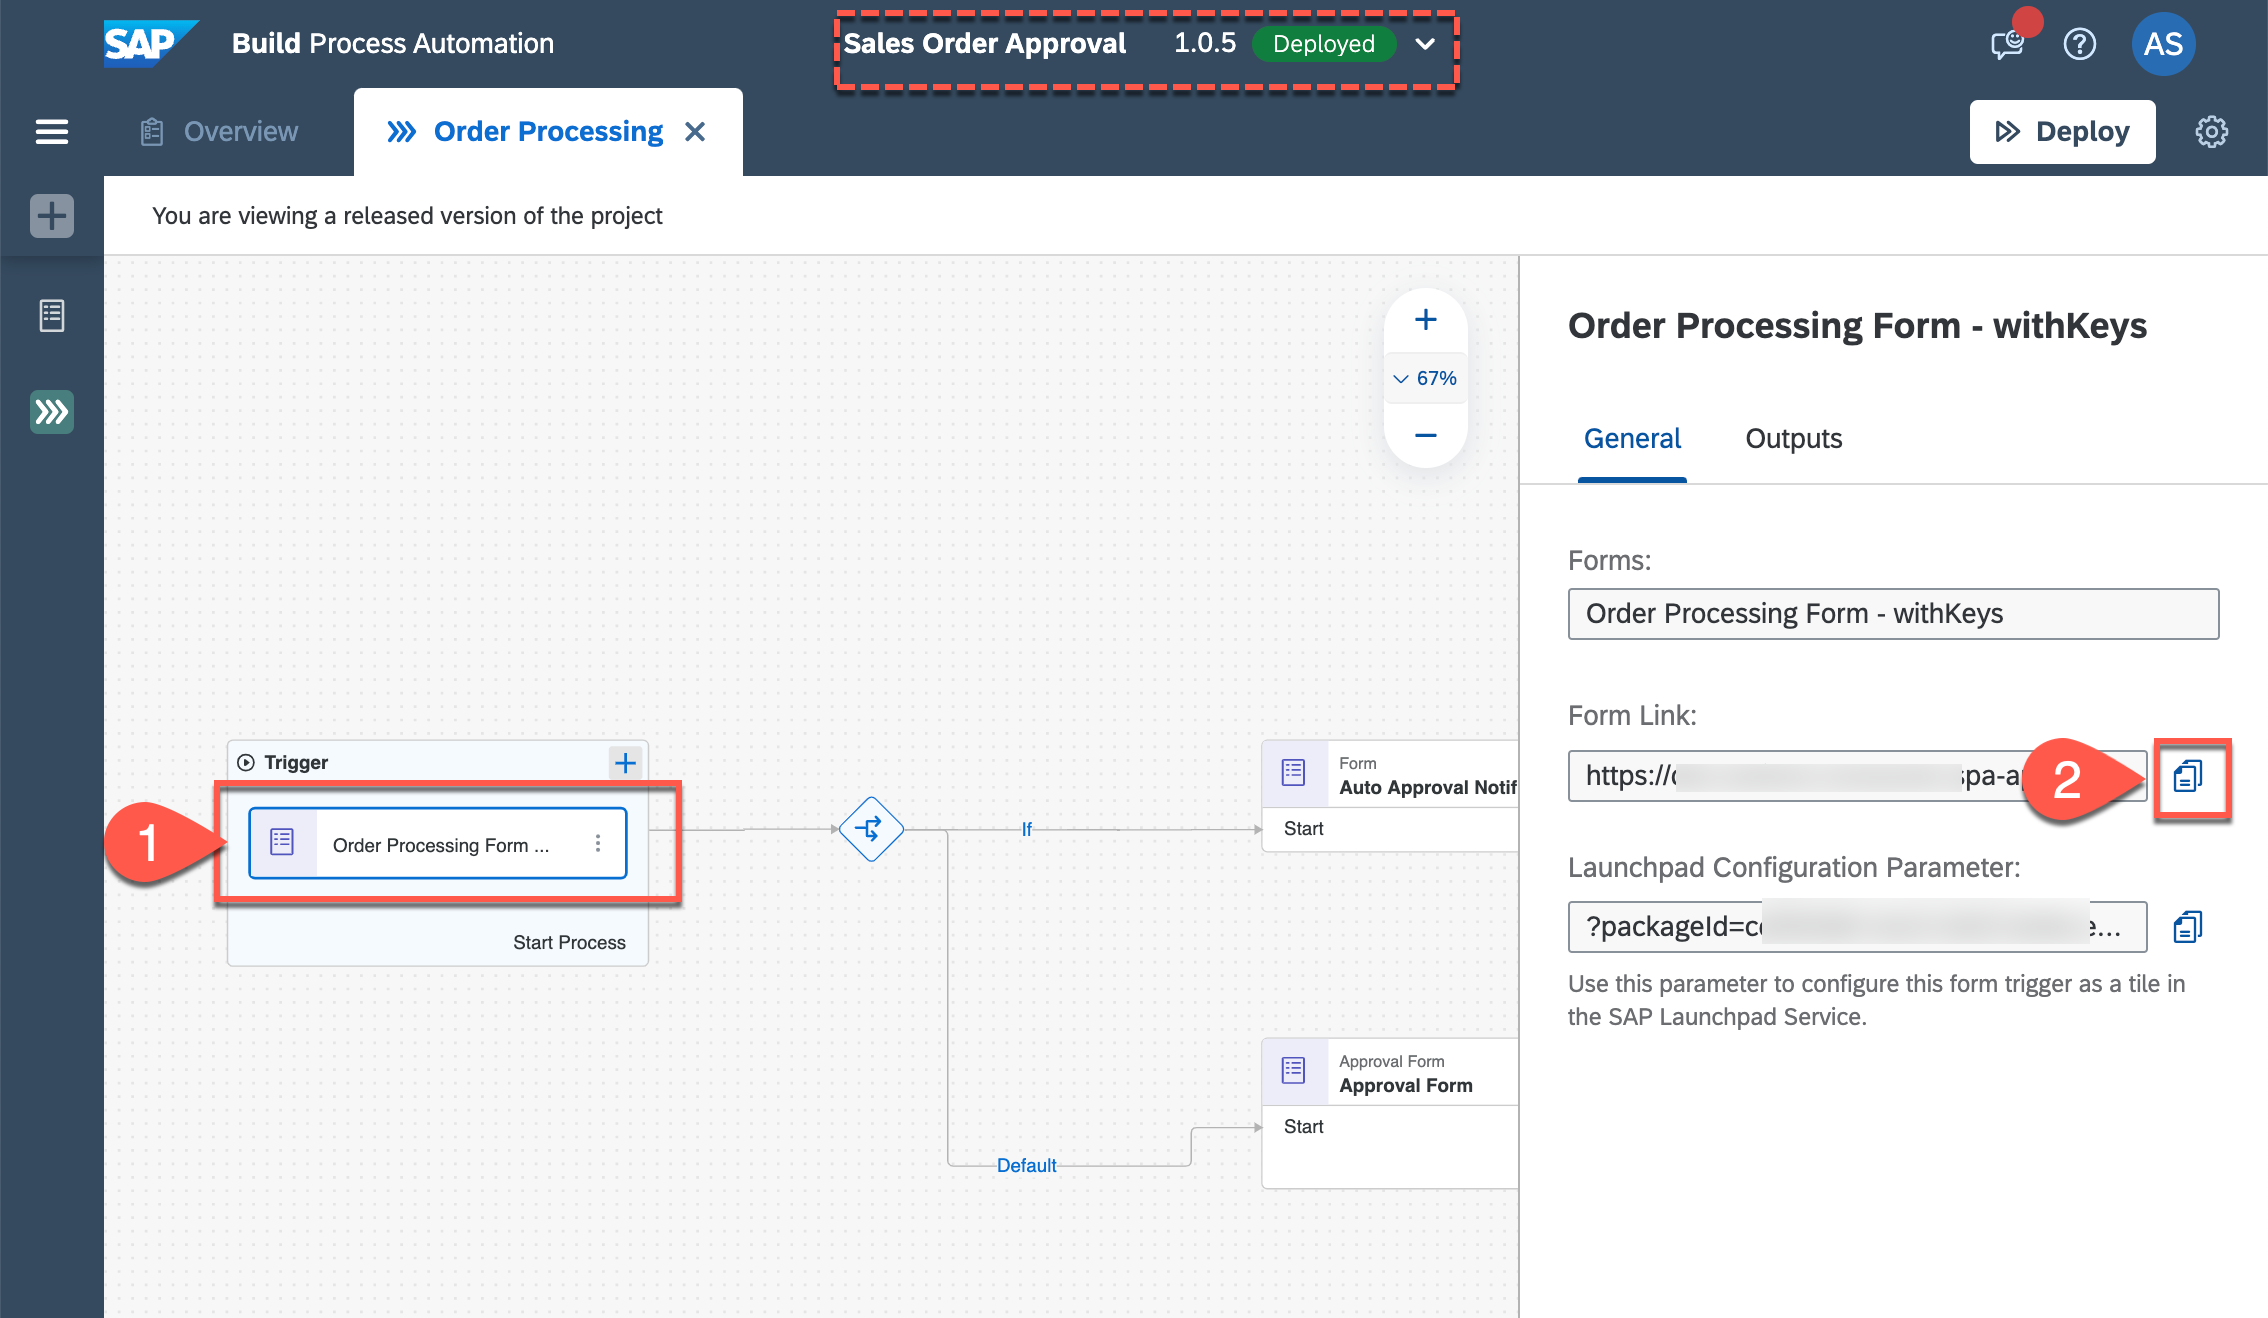 SAP Build Process Automation
Sales Order Approval 1.0.5 Deployed
AS
Overview
Order Processing
Deploy
You are viewing a released version of the project
67%
Order Processing Form - withKeys
General Outputs
Forms:
Order Processing Form - withKeys
Form Link:
https://
2
Launchpad Configuration Parameter:
?packageId=c
e...
Use this parameter to configure this form trigger as a tile in
the SAP Launchpad Service.
Trigger
1
Order Processing Form ...
Start Process
If
Default
Form
Auto Approval Notif
Start
Approval Form
Approval Form
Start